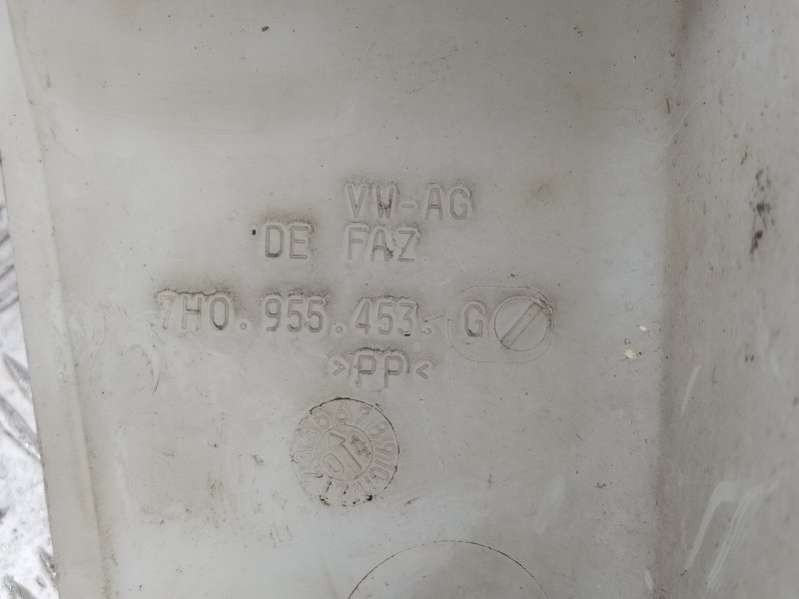 VW-AG
DE FAZ
7H0.955.453. G
>PP<